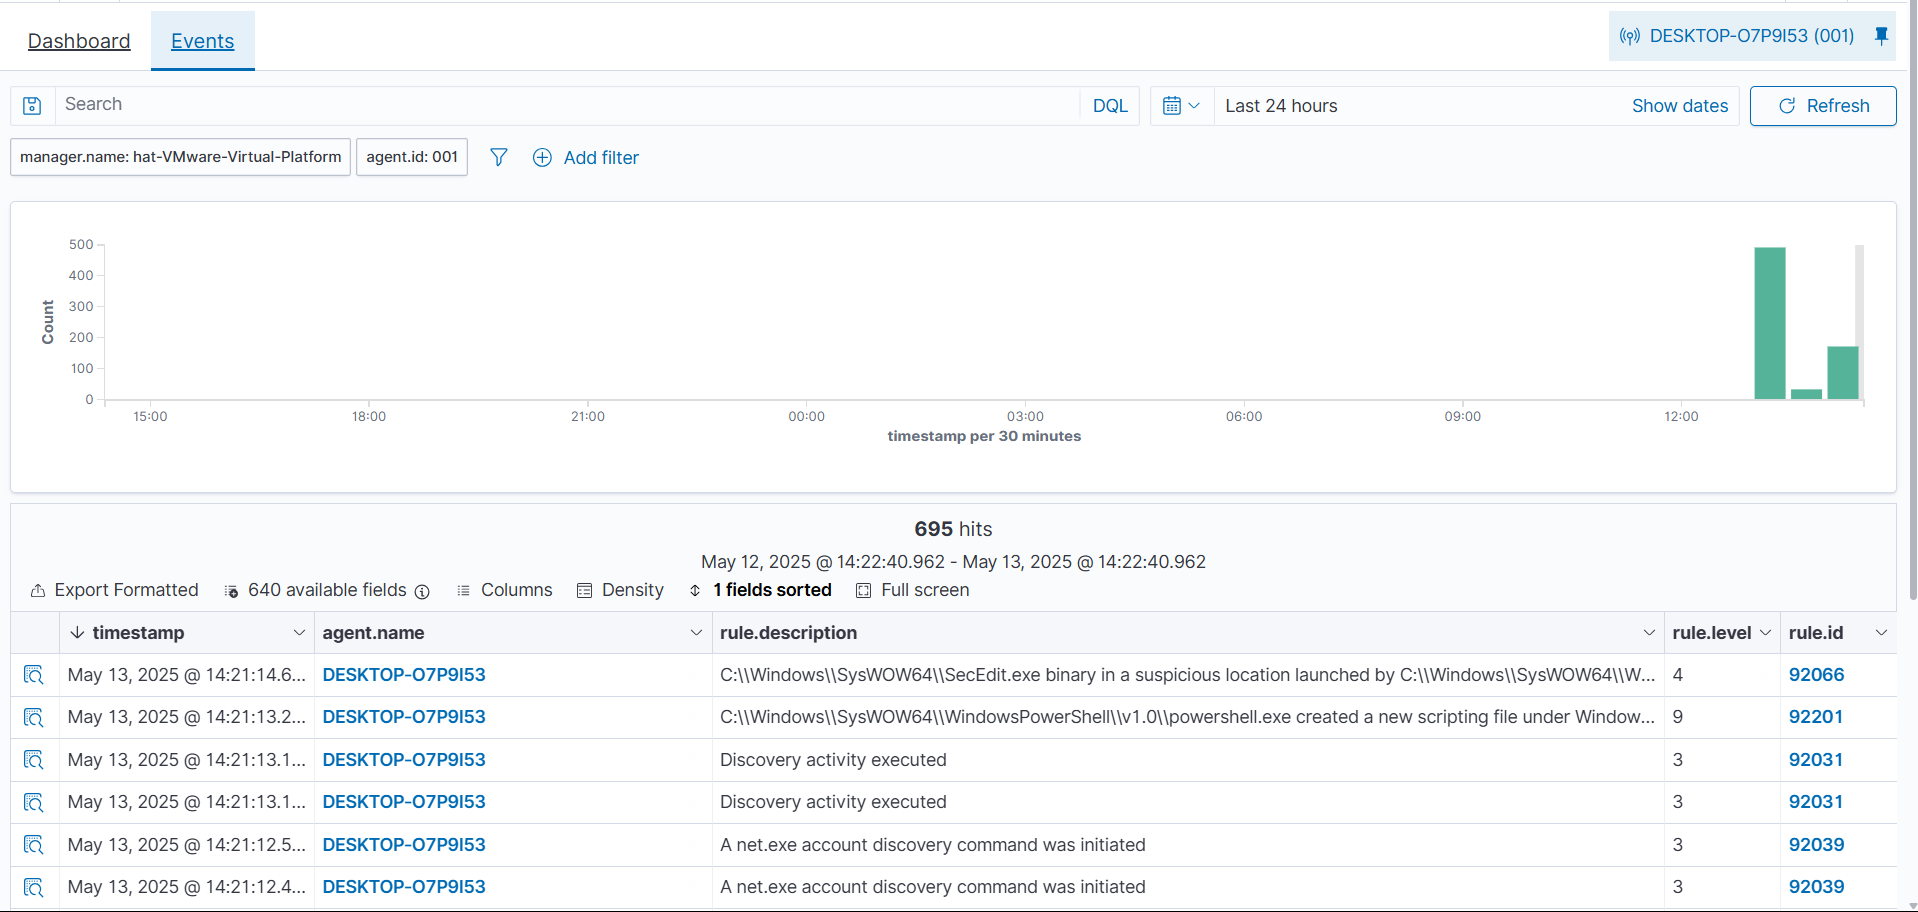 Dashboard Events DESKTOP-O7P9I53 (001)
Search DQL Last 24 hours Show dates Refresh
manager.name: hat-VMware-Virtual-Platform agent.id: 001 Add filter
500
400
300
200
100
0
Count
15:00 18:00 21:00 00:00 03:00 06:00 09:00 12:00
timestamp per 30 minutes
695 hits
May 12, 2025 @ 14:22:40.962 - May 13, 2025 @ 14:22:40.962
Export Formatted 640 available fields Columns Density 1 fields sorted Full screen
timestamp agent.name rule.description rule.level rule.id
May 13, 2025 @ 14:21:14.6... DESKTOP-O7P9I53 C:\\Windows\\SysWOW64\\SecEdit.exe binary in a suspicious location launched by C:\\Windows\\SysWOW64\\W... 4 92066
May 13, 2025 @ 14:21:13.2... DESKTOP-O7P9I53 C:\\Windows\\SysWOW64\\WindowsPowerShell\\v1.0\\powershell.exe created a new scripting file under Window... 9 92201
May 13, 2025 @ 14:21:13.1... DESKTOP-O7P9I53 Discovery activity executed 3 92031
May 13, 2025 @ 14:21:13.1... DESKTOP-O7P9I53 Discovery activity executed 3 92031
May 13, 2025 @ 14:21:12.5... DESKTOP-O7P9I53 A net.exe account discovery command was initiated 3 92039
May 13, 2025 @ 14:21:12.4... DESKTOP-O7P9I53 A net.exe account discovery command was initiated 3 92039